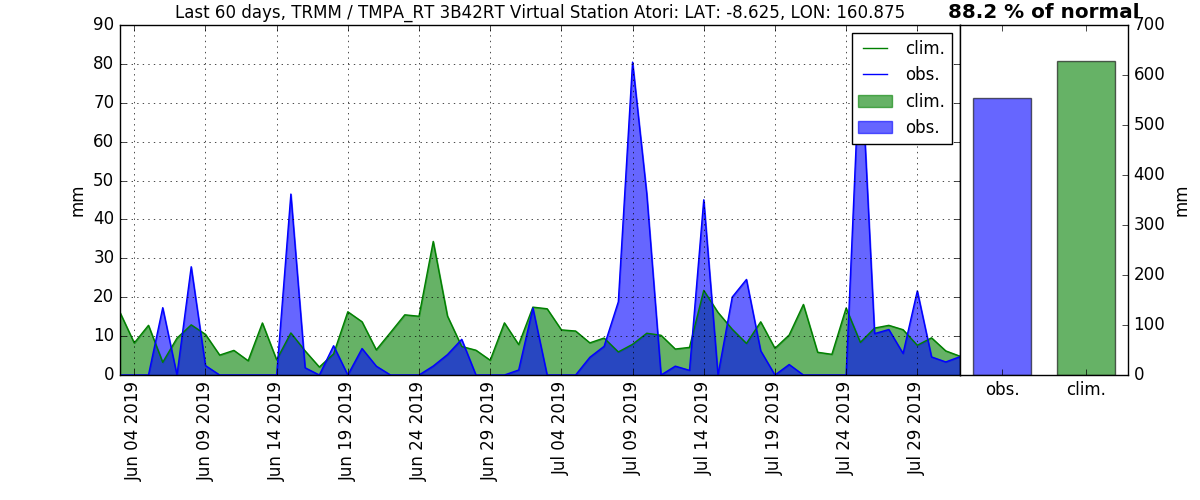 Last 60 days, TRMM / TMPA_RT 3B42RT Virtual Station Atori: LAT: -8.625, LON: 160.875
88.2 % of normal
90
80
70
60
50
40
30
20
10
0
mm
clim.
obs.
clim.
obs.
Jun 04 2019
Jun 09 2019
Jun 14 2019
Jun 19 2019
Jun 24 2019
Jun 29 2019
Jul 04 2019
Jul 09 2019
Jul 14 2019
Jul 19 2019
Jul 24 2019
Jul 29 2019
700
600
500
400
300
200
100
0
mm
obs.
clim.